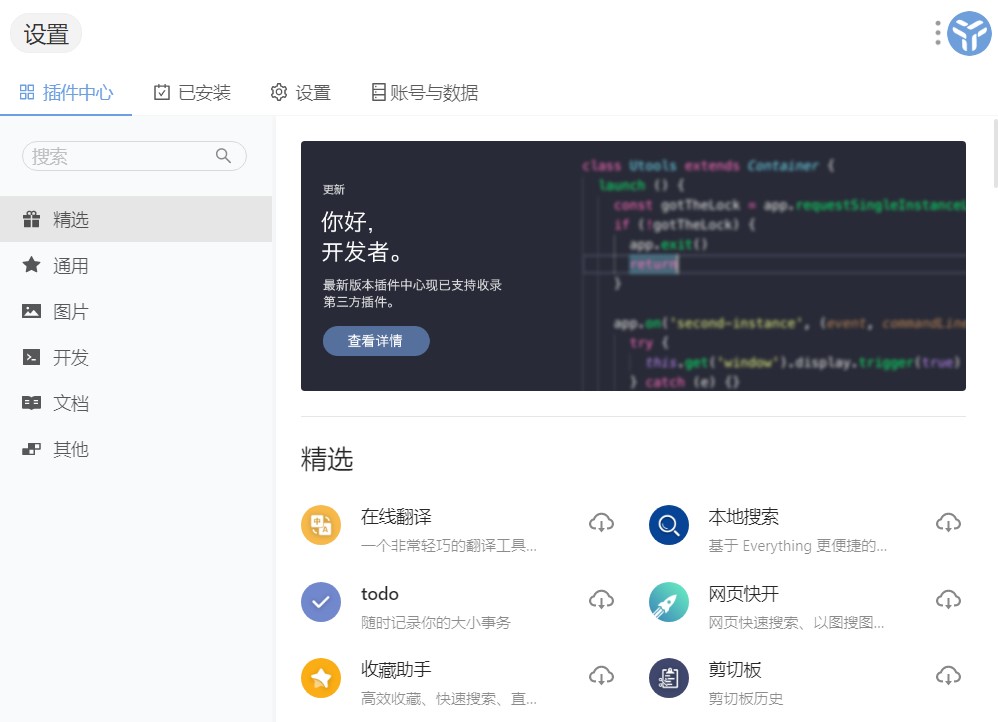 设置
插件中心
已安装
设置
账号与数据
搜索
精选
通用
图片
开发
文档
其他
更新
你好,
开发者。
最新版本插件中心现已支持收录
第三方插件。
查看详情
class Utools extends Container {
launch () {
const gotTheLock = app.requestSingleInstanceL
if (!gotTheLock) {
app.exit()
return
}
app.on('second-instance', (event, commandLine
try {
this.get('window').display.trigger(true)
} catch (e) {}
精选
在线翻译
一个非常轻巧的翻译工具...
本地搜索
基于 Everything 更便捷的...
todo
随时记录你的大小事务
网页快开
网页快速搜索、以图搜图...
收藏助手
高效收藏、快速搜索、直...
剪切板
剪切板历史